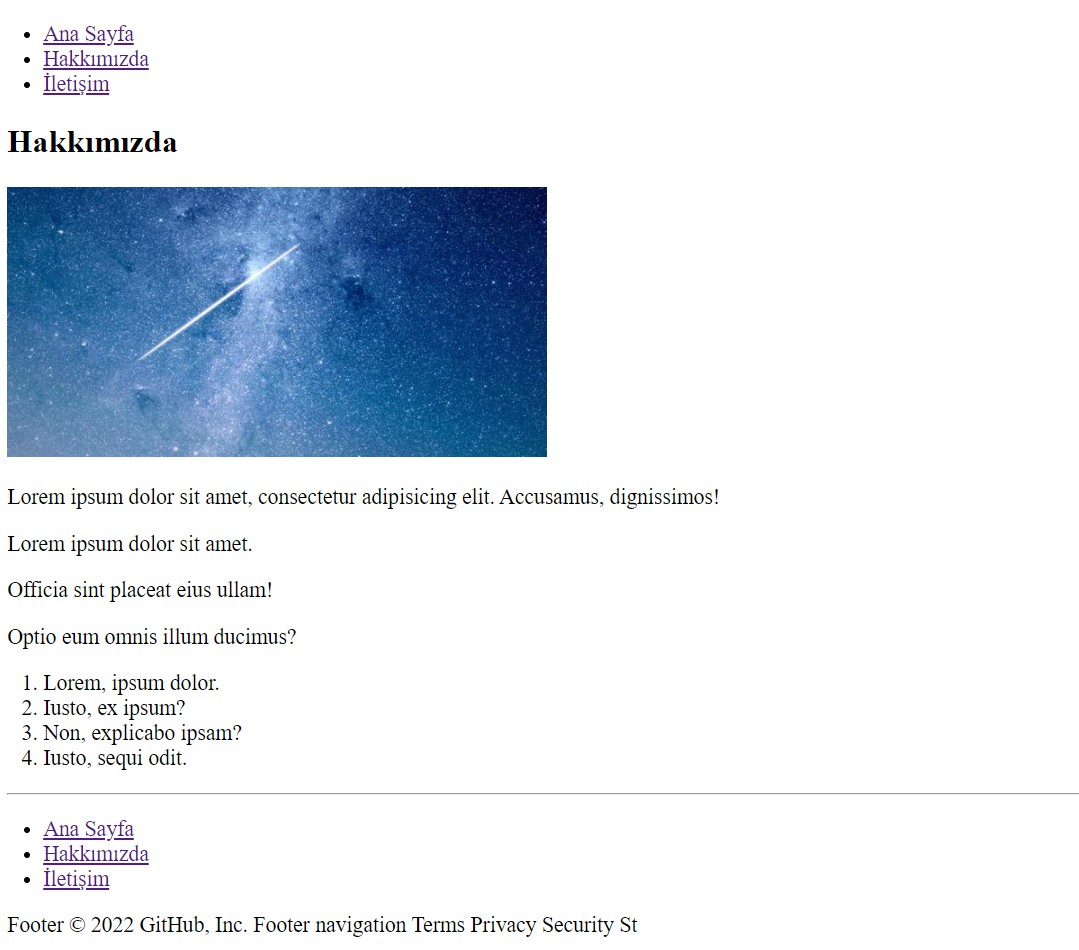 • Ana Sayfa
• Hakkımızda
• İletişim
Hakkımızda
Lorem ipsum dolor sit amet, consectetur adipisicing elit. Accusamus, dignissimos!
Lorem ipsum dolor sit amet.
Officia sint placeat eius ullam!
Optio eum omnis illum ducimus?
1. Lorem, ipsum dolor.
2. Iusto, ex ipsum?
3. Non, explicabo ipsam?
4. Iusto, sequi odit.
• Ana Sayfa
• Hakkımızda
• İletişim
Footer © 2022 GitHub, Inc. Footer navigation Terms Privacy Security St